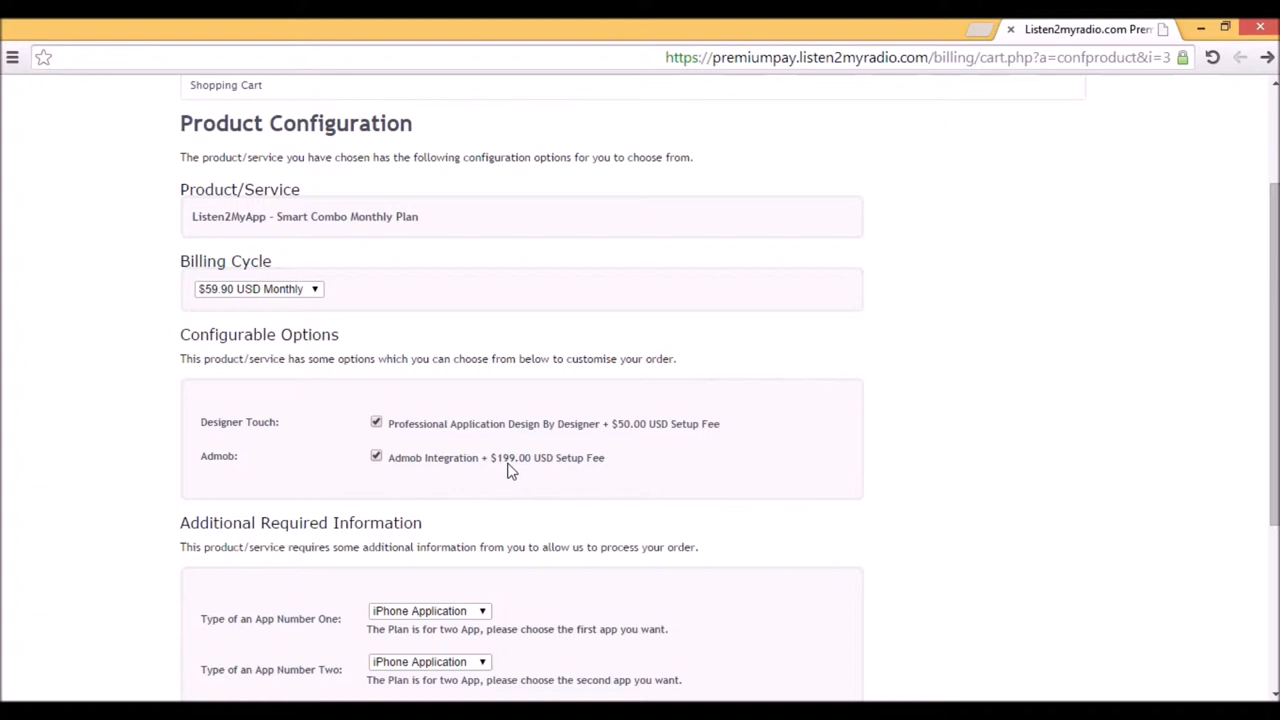 Listen2myradio.com Prem
https://premiumpay.listen2myradio.com/billing/cart.php?a=confproduct&i=3
Shopping Cart
Product Configuration
The product/service you have chosen has the following configuration options for you to choose from.
Product/Service
Listen2MyApp - Smart Combo Monthly Plan
Billing Cycle
$59.90 USD Monthly
Configurable Options
This product/service has some options which you can choose from below to customise your order.
Designer Touch: Professional Application Design By Designer + $50.00 USD Setup Fee
Admob: Admob Integration + $199.00 USD Setup Fee
Additional Required Information
This product/service requires some additional information from you to allow us to process your order.
Type of an App Number One: iPhone Application
The Plan is for two App, please choose the first app you want.
Type of an App Number Two: iPhone Application
The Plan is for two App, please choose the second app you want.